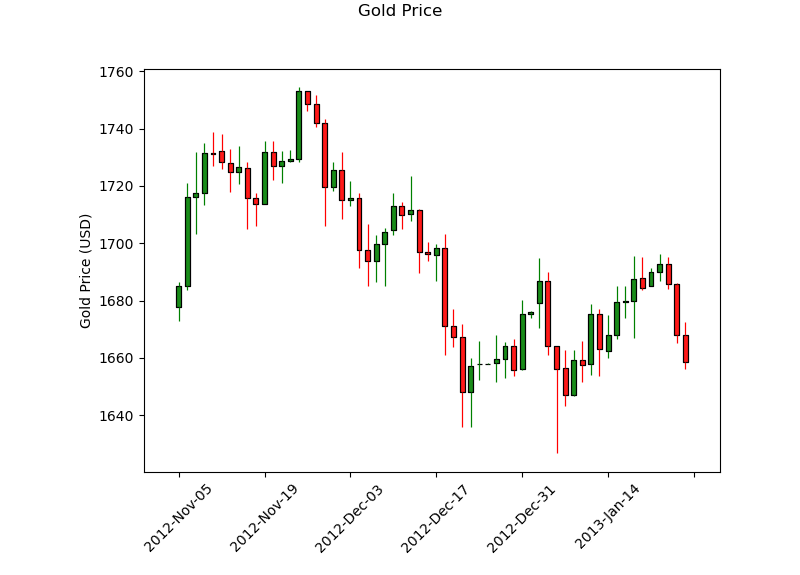 Gold Price
1760
1740
1720
1700
1680
1660
1640
Gold Price (USD)
2012-Nov-05
2012-Nov-19
2012-Dec-03
2012-Dec-17
2012-Dec-31
2013-Jan-14